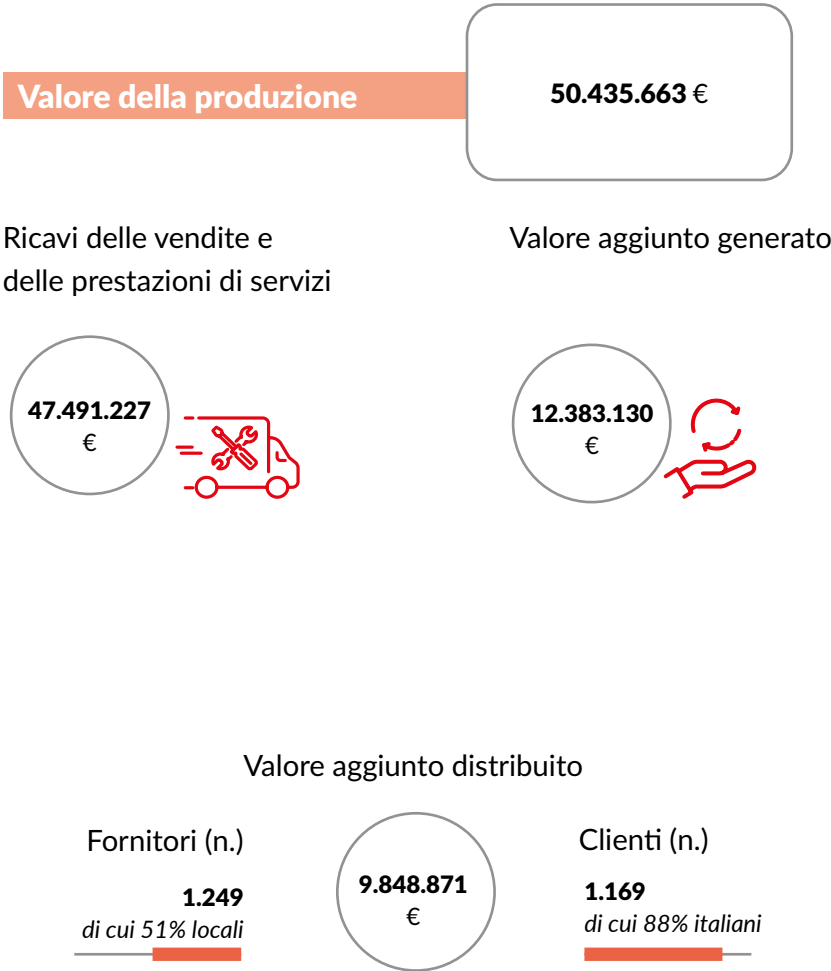 Valore della produzione
50.435.663 €
Ricavi delle vendite e
delle prestazioni di servizi
47.491.227
€
Valore aggiunto generato
12.383.130
€
Valore aggiunto distribuito
Fornitori (n.)
1.249
di cui 51% locali
9.848.871
€
Clienti (n.)
1.169
di cui 88% italiani